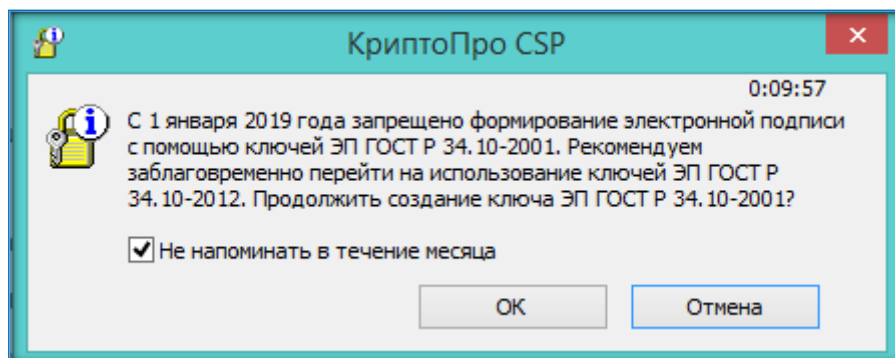 КриптоПро CSP
0:09:57
С 1 января 2019 года запрещено формирование электронной подписи
с помощью ключей ЭП ГОСТ Р 34.10-2001. Рекомендуем
заблаговременно перейти на использование ключей ЭП ГОСТ Р
34.10-2012. Продолжить создание ключа ЭП ГОСТ Р 34.10-2001?
Не напоминать в течение месяца
ОК
Отмена